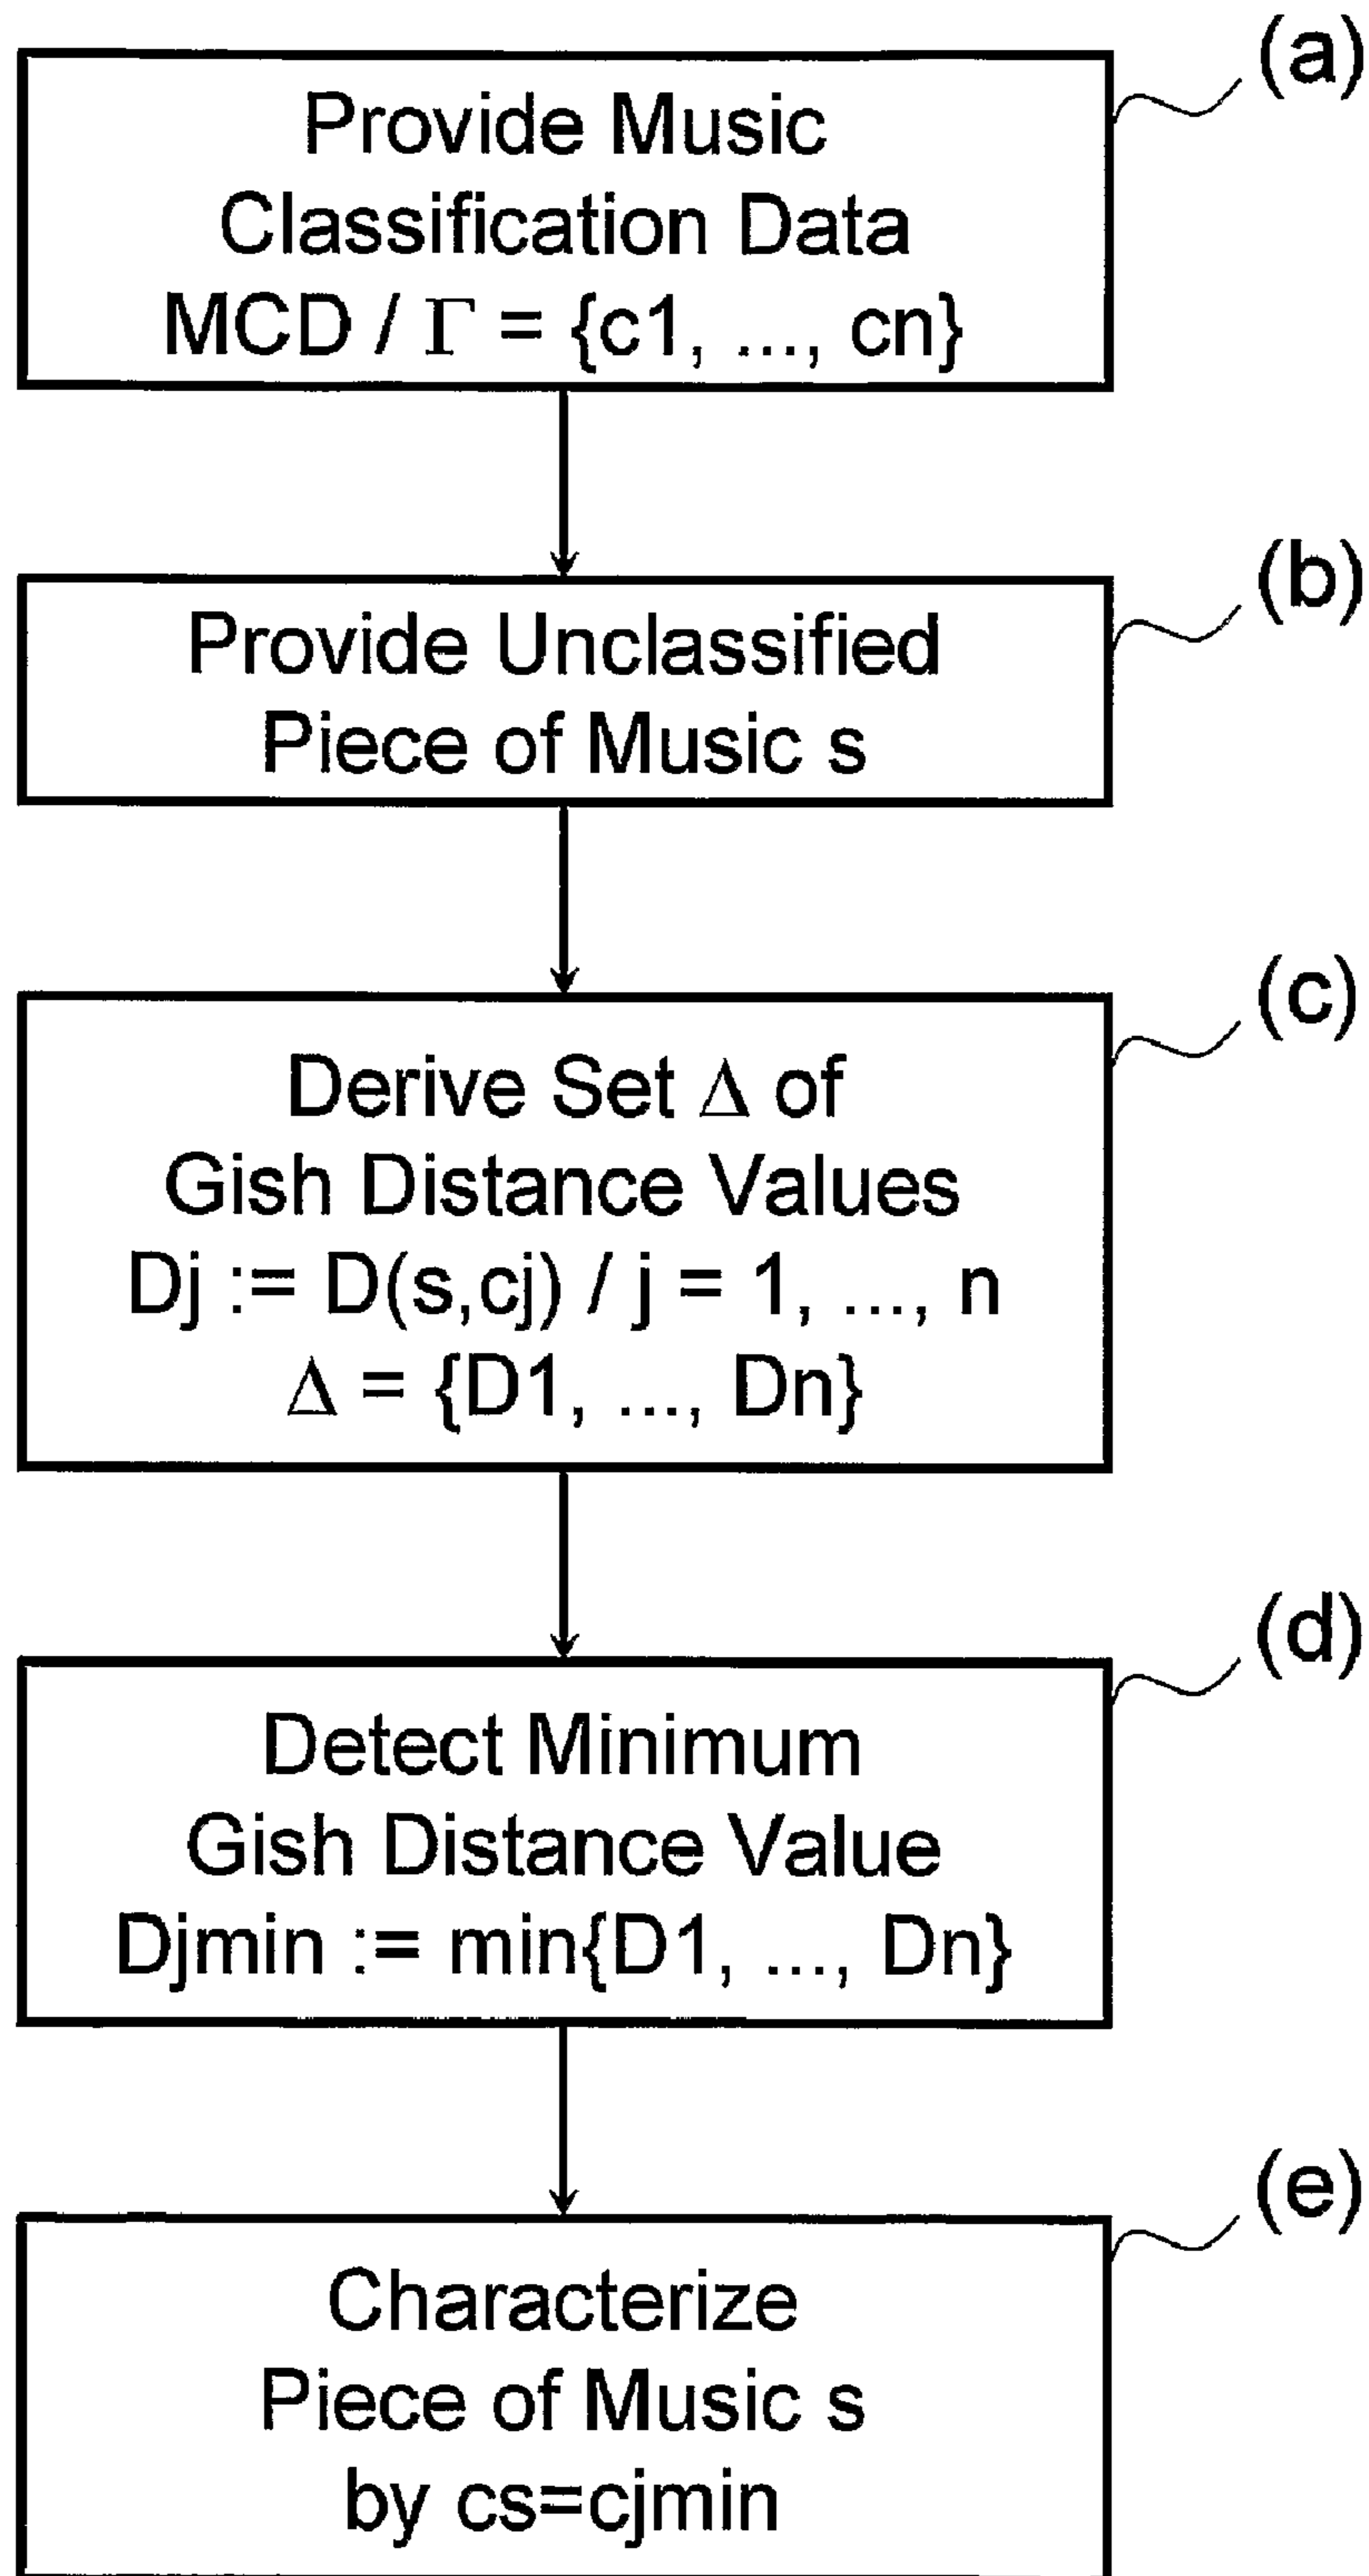 (a)
Provide Music
Classification Data
MCD / Γ = {c1, ..., cn}
(b)
Provide Unclassified
Piece of Music s
(c)
Derive Set Δ of
Gish Distance Values
Dj := D(s,cj) / j = 1, ..., n
Δ = {D1, ..., Dn}
(d)
Detect Minimum
Gish Distance Value
Djmin := min{D1, ..., Dn}
(e)
Characterize
Piece of Music s
by cs=cjmin